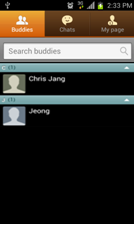 2:33 PM
Buddies
Chats
My page
Search buddies
C (1)
Chris Jang
J (1)
Jeong